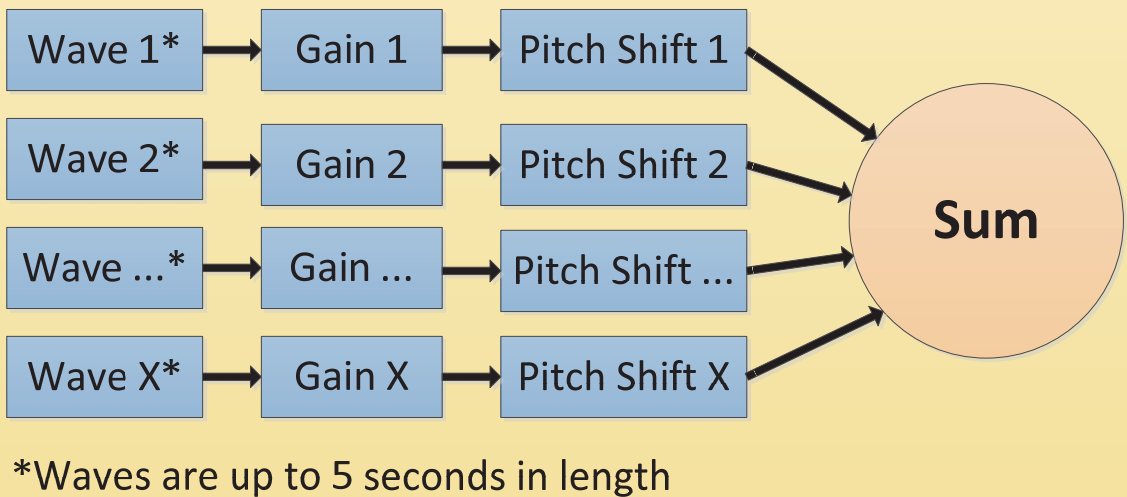 Wave 1*
Gain 1
Pitch Shift 1
Wave 2*
Gain 2
Pitch Shift 2
Wave ...*
Gain ...
Pitch Shift ...
Wave X*
Gain X
Pitch Shift X
Sum
*Waves are up to 5 seconds in length